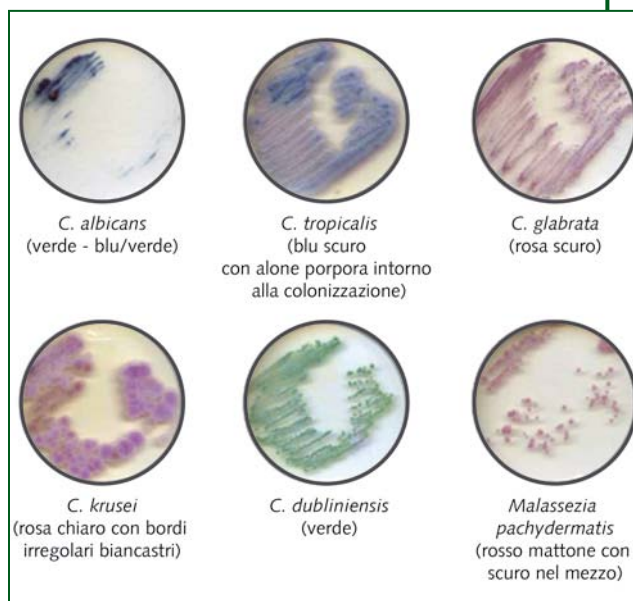 C. albicans
(verde - blu/verde)
C. tropicalis
(blu scuro
con alone porpora intorno
alla colonizzazione)
C. glabrata
(rosa scuro)
C. krusei
(rosa chiaro con bordi
irregolari biancastri)
C. dubliniensis
(verde)
Malassezia
pachydermatis
(rosso mattone con
scuro nel mezzo)